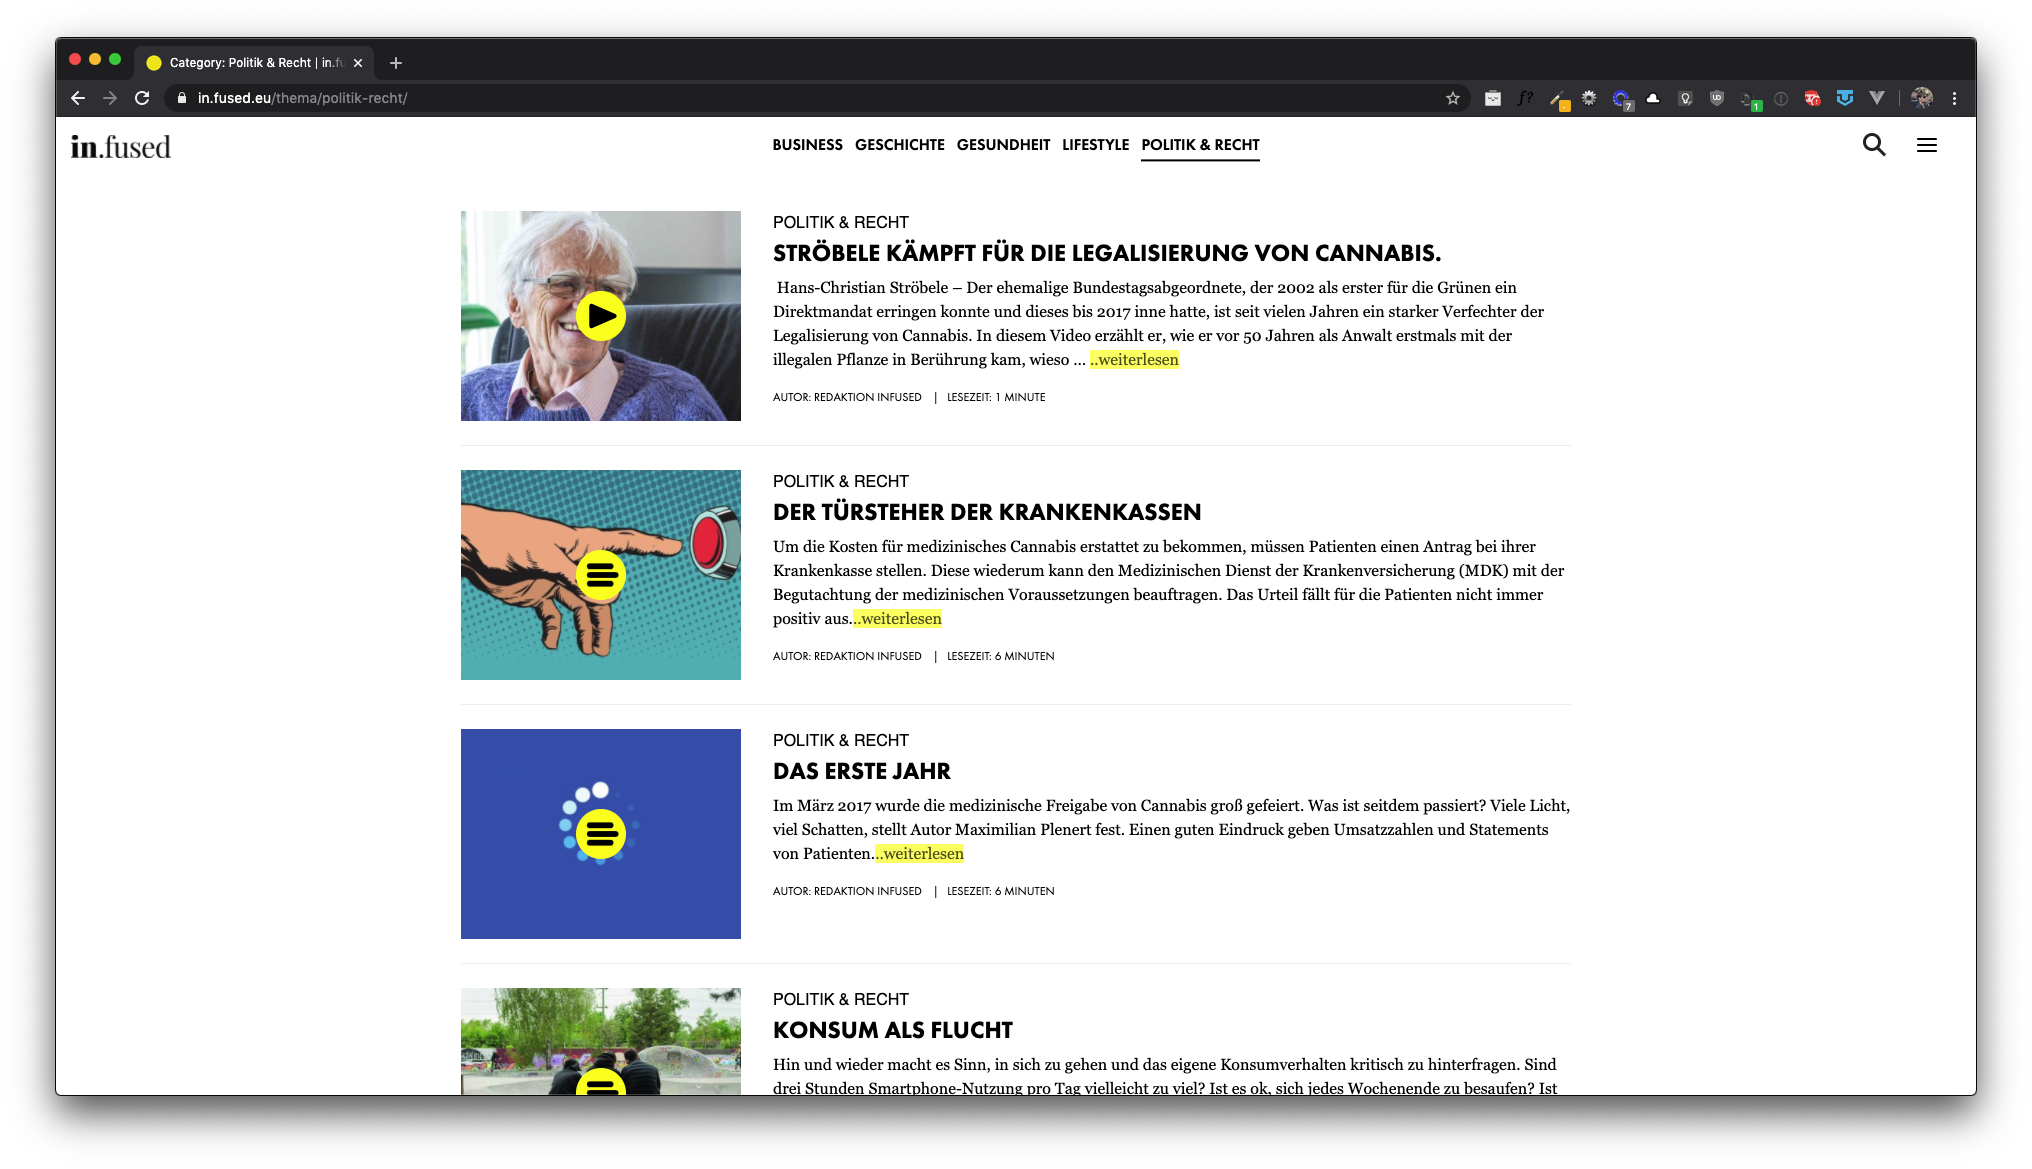 Category: Politik & Recht | in.fu
in.fused.eu/thema/politik-recht/
f?
7
1
in.fused
BUSINESS GESCHICHTE GESUNDHEIT LIFESTYLE POLITIK & RECHT
POLITIK & RECHT
STRÖBELE KÄMPFT FÜR DIE LEGALISIERUNG VON CANNABIS.
Hans-Christian Ströbele – Der ehemalige Bundestagsabgeordnete, der 2002 als erster für die Grünen ein
Direktmandat erringen konnte und dieses bis 2017 inne hatte, ist seit vielen Jahren ein starker Verfechter der
Legalisierung von Cannabis. In diesem Video erzählt er, wie er vor 50 Jahren als Anwalt erstmals mit der
illegalen Pflanze in Berührung kam, wieso ... ..weiterlesen
AUTOR: REDAKTION INFUSED | LESEZEIT: 1 MINUTE
POLITIK & RECHT
DER TÜRSTEHER DER KRANKENKASSEN
Um die Kosten für medizinisches Cannabis erstattet zu bekommen, müssen Patienten einen Antrag bei ihrer
Krankenkasse stellen. Diese wiederum kann den Medizinischen Dienst der Krankenversicherung (MDK) mit der
Begutachtung der medizinischen Voraussetzungen beauftragen. Das Urteil fällt für die Patienten nicht immer
positiv aus...weiterlesen
AUTOR: REDAKTION INFUSED | LESEZEIT: 6 MINUTEN
POLITIK & RECHT
DAS ERSTE JAHR
Im März 2017 wurde die medizinische Freigabe von Cannabis groß gefeiert. Was ist seitdem passiert? Viele Licht,
viel Schatten, stellt Autor Maximilian Plenert fest. Einen guten Eindruck geben Umsatzzahlen und Statements
von Patienten...weiterlesen
AUTOR: REDAKTION INFUSED | LESEZEIT: 6 MINUTEN
POLITIK & RECHT
KONSUM ALS FLUCHT
Hin und wieder macht es Sinn, in sich zu gehen und das eigene Konsumverhalten kritisch zu hinterfragen. Sind
drei Stunden Smartphone-Nutzung pro Tag vielleicht zu viel? Ist es ok, sich jedes Wochenende zu besaufen? Ist